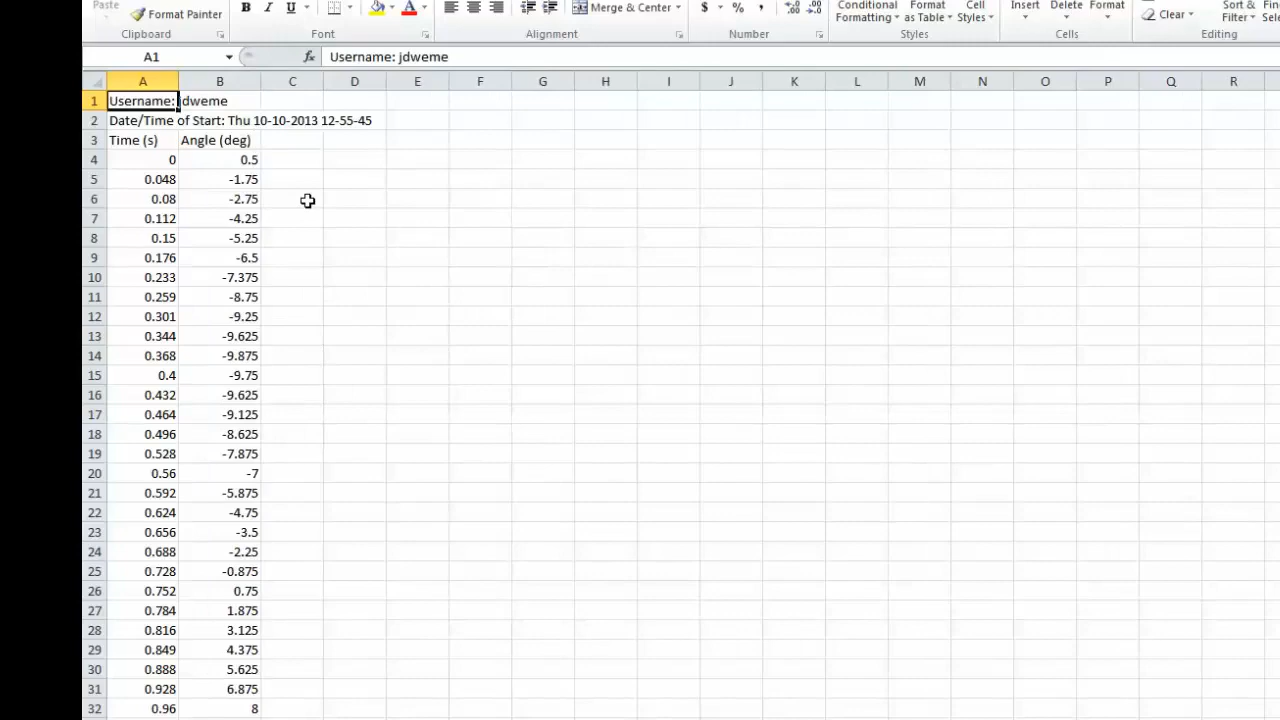 Paste Format Painter B I U A Merge & Center $ % , .00 .0 Conditional Formatting Format as Table Cell Styles Insert Delete Format Clear Sort & Filter
Clipboard Font Alignment Number Styles Cells Editing
A1 fx Username: jdweme
A B C D E F G H I J K L M N O P Q R
1 Username: jdweme
2 Date/Time of Start: Thu 10-10-2013 12-55-45
3 Time (s) Angle (deg)
4 0 0.5
5 0.048 -1.75
6 0.08 -2.75
7 0.112 -4.25
8 0.15 -5.25
9 0.176 -6.5
10 0.233 -7.375
11 0.259 -8.75
12 0.301 -9.25
13 0.344 -9.625
14 0.368 -9.875
15 0.4 -9.75
16 0.432 -9.625
17 0.464 -9.125
18 0.496 -8.625
19 0.528 -7.875
20 0.56 -7
21 0.592 -5.875
22 0.624 -4.75
23 0.656 -3.5
24 0.688 -2.25
25 0.728 -0.875
26 0.752 0.75
27 0.784 1.875
28 0.816 3.125
29 0.849 4.375
30 0.888 5.625
31 0.928 6.875
32 0.96 8